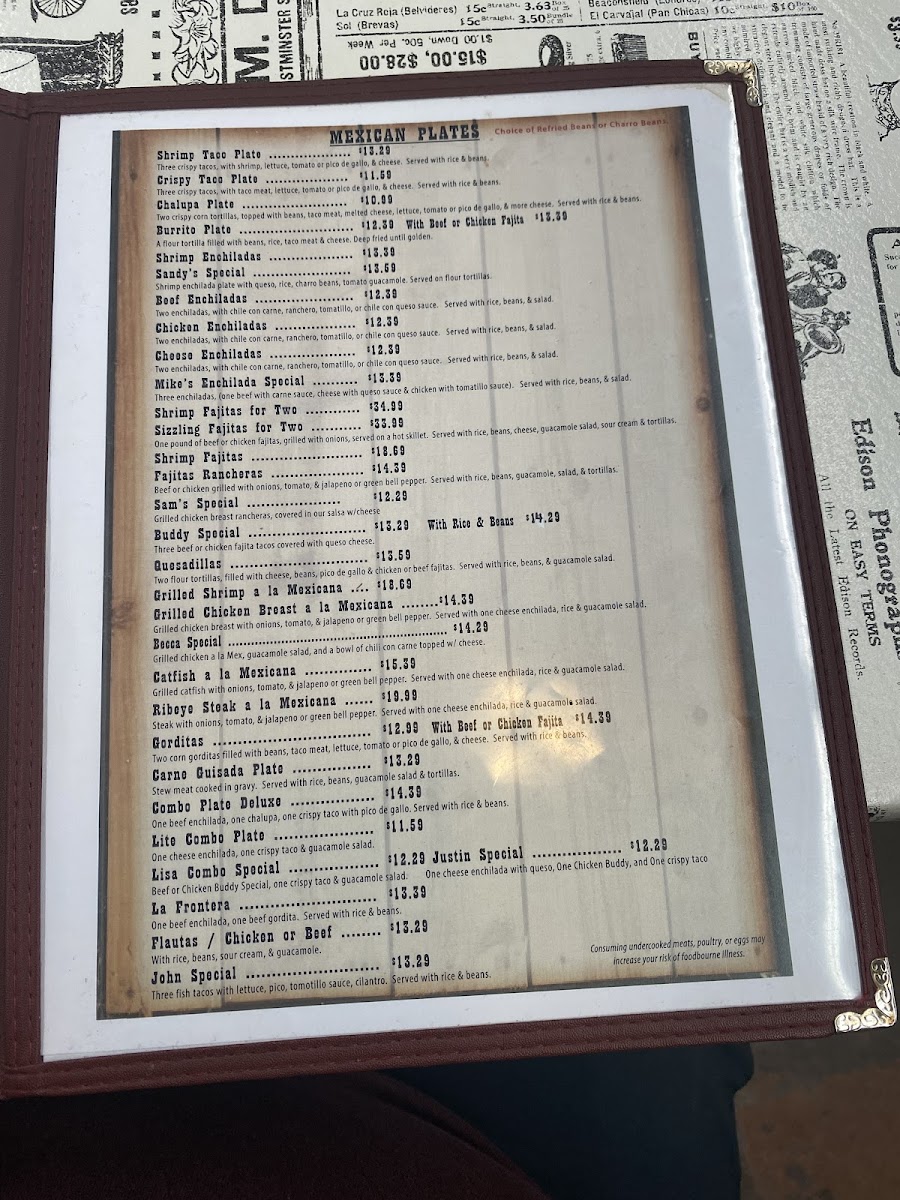 La Cruz Roja (Belvideres) 15c Straight, 3.63 Box of 25
Sol (Brevas) 15c Straight, 3.50 Bundle
El Carvajal (Pan Chicas) 10c Straight, $10
$1.00 Down, 50c. Per Week
$15.00, $28.00
M.
STMINSTER
MEXICAN PLATES
Choice of Refried Beans or Charro Beans.
Shrimp Taco Plate .................. $13.29
Three crispy tacos, with shrimp, lettuce, tomato or pico de gallo, & cheese. Served with rice & beans.
Crispy Taco Plate .................. $11.59
Three crispy tacos, with taco meat, lettuce, tomato or pico de gallo, & cheese. Served with rice & beans.
Chalupa Plate ........................ $10.99
Two crispy corn tortillas, topped with beans, taco meat, melted cheese, lettuce, tomato or pico de gallo, & more cheese. Served with rice & beans.
Burrito Plate ......................... $12.39 With Beef or Chicken Fajita $13.39
A flour tortilla filled with beans, rice, taco meat & cheese. Deep fried until golden.
Shrimp Enchiladas .................. $13.39
Sandy's Special ..................... $13.69
Shrimp enchilada plate with queso, rice, charro beans, tomato guacamole. Served on flour tortillas.
Beef Enchiladas ..................... $12.39
Two enchiladas, with chile con carne, ranchero, tomatillo, or chile con queso sauce. Served with rice, beans, & salad.
Chicken Enchiladas ................. $12.39
Two enchiladas, with chile con carne, ranchero, tomatillo, or chile con queso sauce. Served with rice, beans, & salad.
Cheese Enchiladas .................. $12.39
Two enchiladas, with chile con carne, ranchero, tomatillo, or chile con queso sauce. Served with rice, beans, & salad.
Mike's Enchilada Special .......... $13.39
Three enchiladas, (one beef with carne sauce, cheese with queso sauce & chicken with tomatillo sauce). Served with rice, beans, & salad.
Shrimp Fajitas for Two ............ $34.99
Sizzling Fajitas for Two ........... $33.99
One pound of beef or chicken fajitas, grilled with onions, served on a hot skillet. Served with rice, beans, cheese, guacamole salad, sour cream & tortillas.
Shrimp Fajitas ........................ $18.69
Fajitas Rancheras .................... $14.39
Beef or chicken grilled with onions, tomato, & jalapeno or green bell pepper. Served with rice, beans, guacamole, salad, & tortillas.
Sam's Special ..................... $12.29
Grilled chicken breast rancheras, covered in our salsa w/cheese
Buddy Special ......................... $13.29 With Rice & Beans $14.29
Three beef or chicken fajita tacos covered with queso cheese.
Quesadillas .............................. $13.59
Two flour tortillas, filled with cheese, beans, pico de gallo & chicken or beef fajitas. Served with rice, beans, & guacamole salad.
Grilled Shrimp a la Mexicana .... $18.69
Grilled Chicken Breast a la Mexicana ........$14.39
Grilled chicken breast with onions, tomato, & jalapeno or green bell pepper. Served with one cheese enchilada, rice & guacamole salad.
Becca Special ...................................................... $14.29
Grilled chicken a la Mex, guacamole salad, and a bowl of chili con carne topped w/ cheese.
Catfish a la Mexicana .............. $15.39
Grilled catfish with onions, tomato, & jalapeno or green bell pepper. Served with one cheese enchilada, rice & guacamole salad.
Ribeye Steak a la Mexicana ...... $19.99
Steak with onions, tomato, & jalapeno or green bell pepper. Served with one cheese enchilada, rice & guacamole salad.
Gorditas .................................. $12.99 With Beef or Chicken Fajita $14.39
Two corn gorditas filled with beans, taco meat, lettuce, tomato or pico de gallo, & cheese. Served with rice & beans.
Carne Guisada Plate ................ $13.29
Stew meat cooked in gravy. Served with rice, beans, guacamole salad & tortillas.
Combo Plate Deluxe ................. $14.39
One beef enchilada, one chalupa, one crispy taco with pico de gallo. Served with rice & beans.
Lite Combo Plate .................... $11.59
One cheese enchilada, one crispy taco & guacamole salad.
Lisa Combo Special .................. $12.29 Justin Special .................. $12.29
Beef or Chicken Buddy Special, one crispy taco & guacamole salad. One cheese enchilada with queso, One Chicken Buddy, and One crispy taco
La Frontera ............................ $13.39
One beef enchilada, one beef gordita. Served with rice & beans.
Flautas / Chicken or Beef ........ $13.29
With rice, beans, sour cream, & guacamole.
John Special ........................... $13.29
Three fish tacos with lettuce, pico, tomotillo sauce, cilantro. Served with rice & beans.
Consuming undercooked meats, poultry, or eggs may
increase your risk of foodbourne illness.
Edison Phonograph
ON EASY TERMS
All the Latest Edison Records.